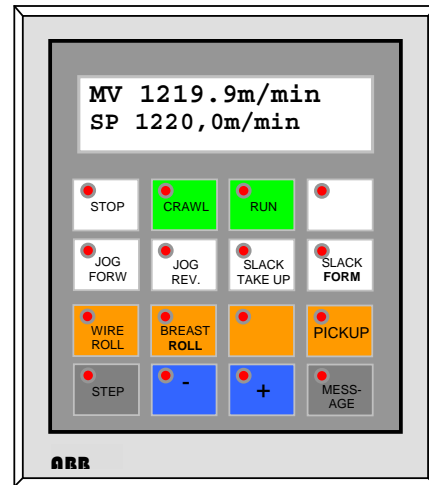 MV 1219.9m/min
SP 1220,0m/min
STOP
CRAWL
RUN
JOG
FORW
JOG
REV.
SLACK
TAKE UP
SLACK
FORM
WIRE
ROLL
BREAST
ROLL
PICKUP
STEP
-
+
MESS-
AGE
ABB